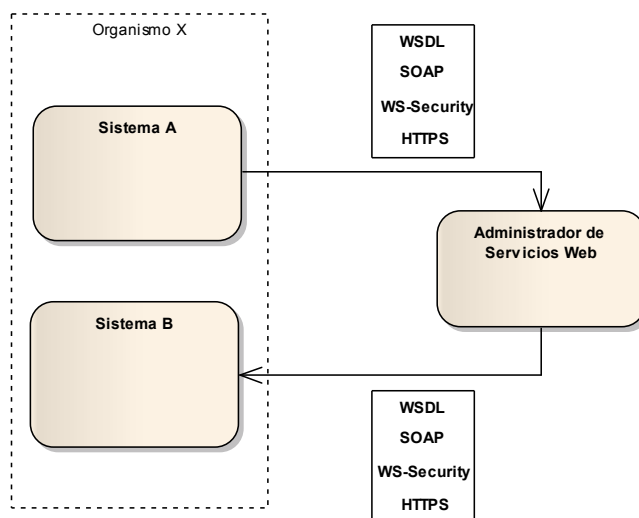 Organismo X
WSDL
SOAP
WS-Security
HTTPS
Sistema A
Administrador de
Servicios Web
Sistema B
WSDL
SOAP
WS-Security
HTTPS